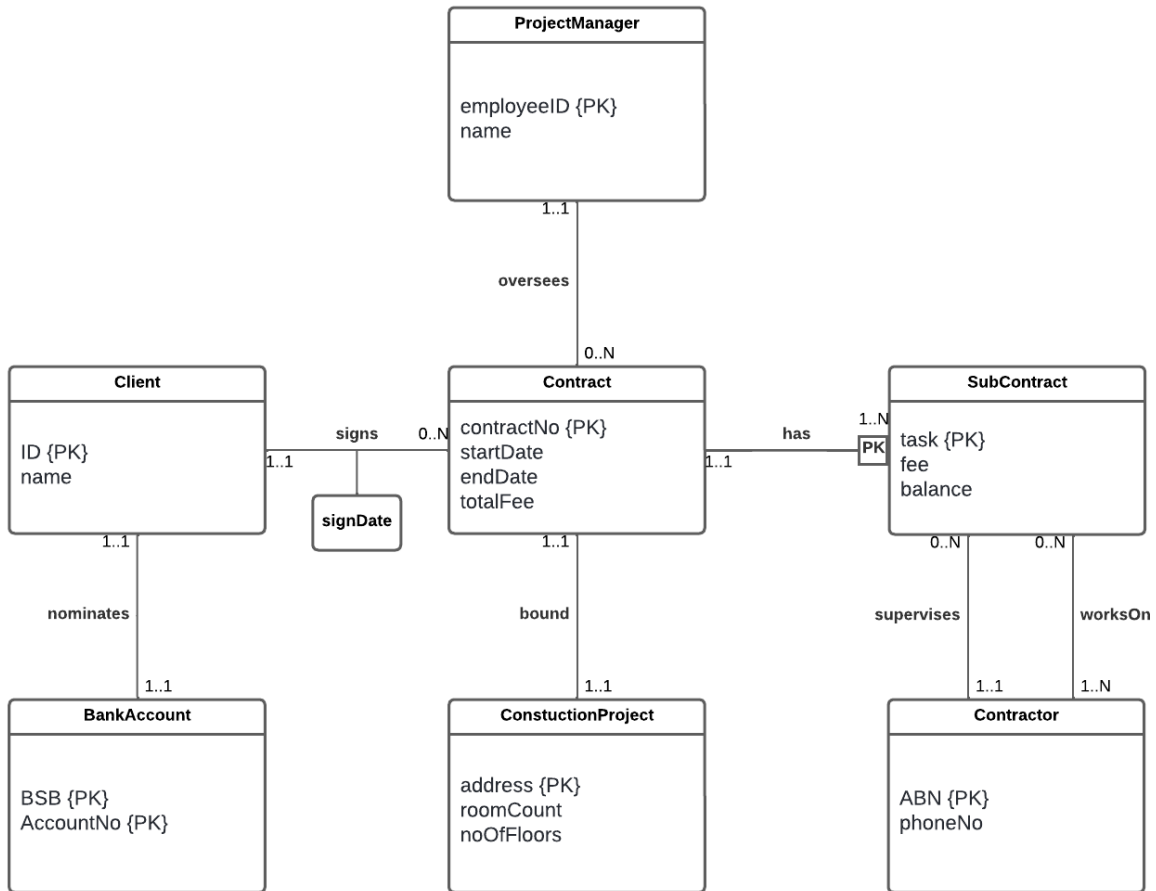 ProjectManager
employeeID {PK}
name
1..1
oversees
0..N
Client
ID {PK}
name
1..1
signs
0..N
signDate
Contract
contractNo {PK}
startDate
endDate
totalFee
1..1
has
1..N
PK
SubContract
task {PK}
fee
balance
1..1
nominates
1..1
1..1
bound
1..1
0..N
supervises
1..1
0..N
worksOn
1..N
BankAccount
BSB {PK}
AccountNo {PK}
ConstuctionProject
address {PK}
roomCount
noOfFloors
Contractor
ABN {PK}
phoneNo